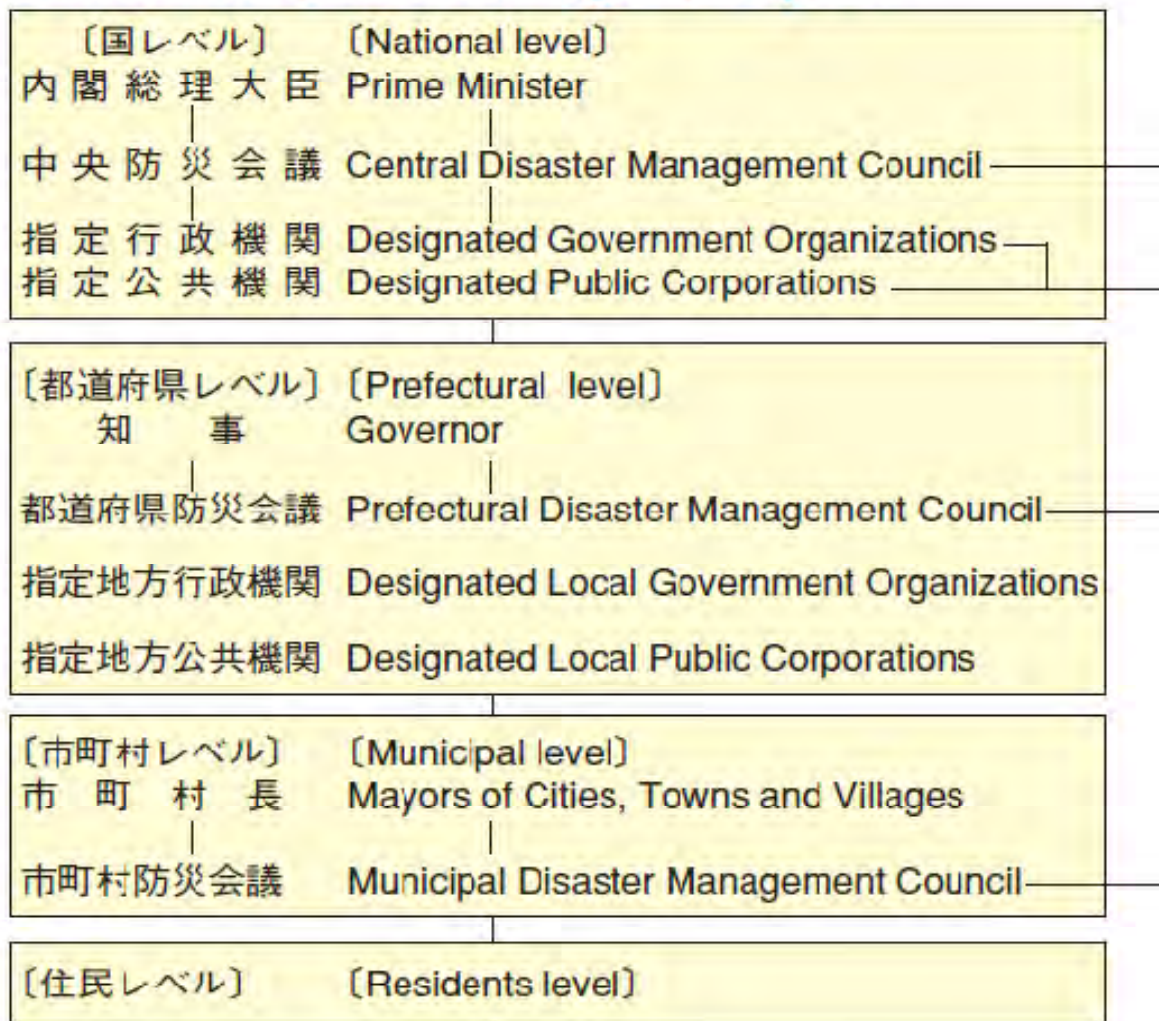 〔国レベル〕 〔National level〕
内閣総理大臣 Prime Minister
中央防災会議 Central Disaster Management Council
指定行政機関 Designated Government Organizations
指定公共機関 Designated Public Corporations
〔都道府県レベル〕 〔Prefectural level〕
知事 Governor
都道府県防災会議 Prefectural Disaster Management Council
指定地方行政機関 Designated Local Government Organizations
指定地方公共機関 Designated Local Public Corporations
〔市町村レベル〕 〔Municipal level〕
市町村長 Mayors of Cities, Towns and Villages
市町村防災会議 Municipal Disaster Management Council
〔住民レベル〕 〔Residents level〕